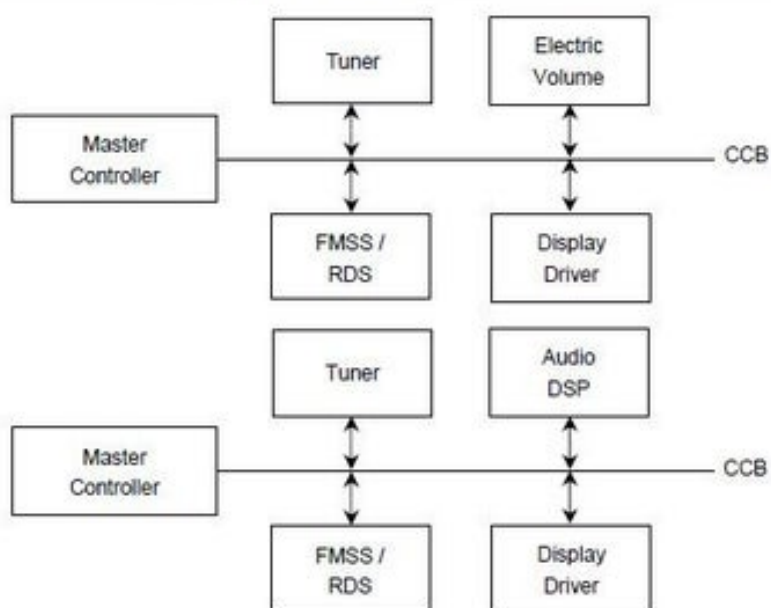 Tuner
Electric
Volume
Master
Controller
CCB
FMSS /
RDS
Display
Driver
Tuner
Audio
DSP
Master
Controller
CCB
FMSS /
RDS
Display
Driver